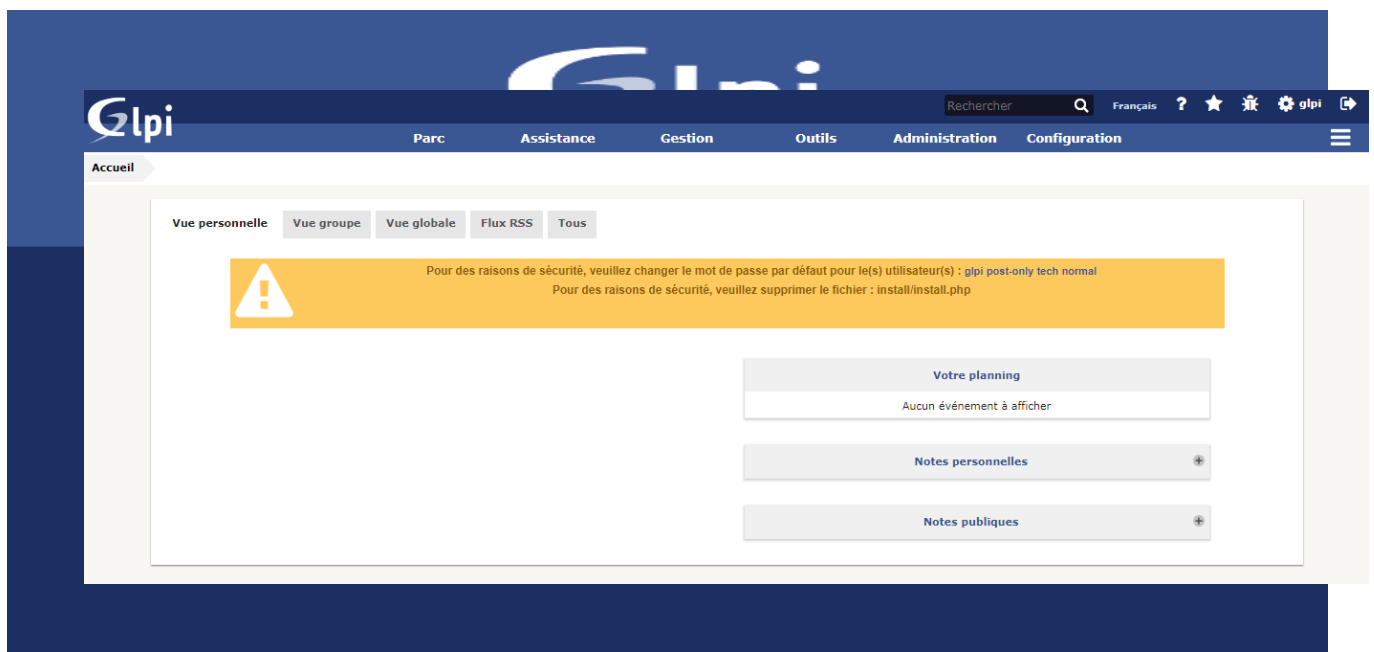 Glpi
Glpi
Rechercher Français ? glpi
Parc Assistance Gestion Outils Administration Configuration
Accueil
Vue personnelle Vue groupe Vue globale Flux RSS Tous
Pour des raisons de sécurité, veuillez changer le mot de passe par défaut pour le(s) utilisateur(s) : glpi post-only tech normal
Pour des raisons de sécurité, veuillez supprimer le fichier : install/install.php
Votre planning
Aucun événement à afficher
Notes personnelles
Notes publiques